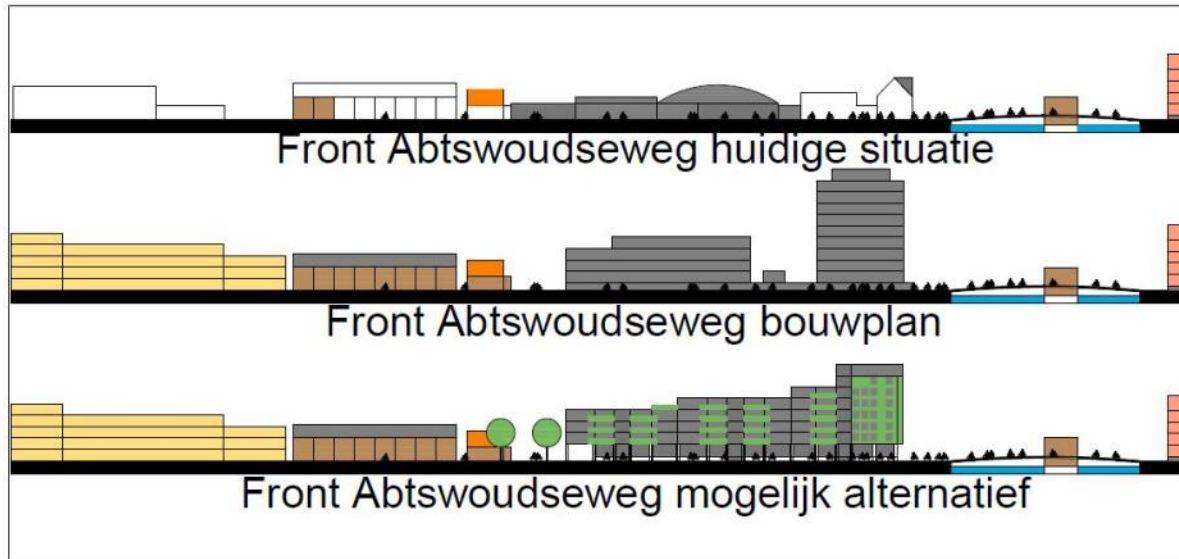 Front Abtswoudseweg huidige situatie
Front Abtswoudseweg bouwplan
Front Abtswoudseweg mogelijk alternatief